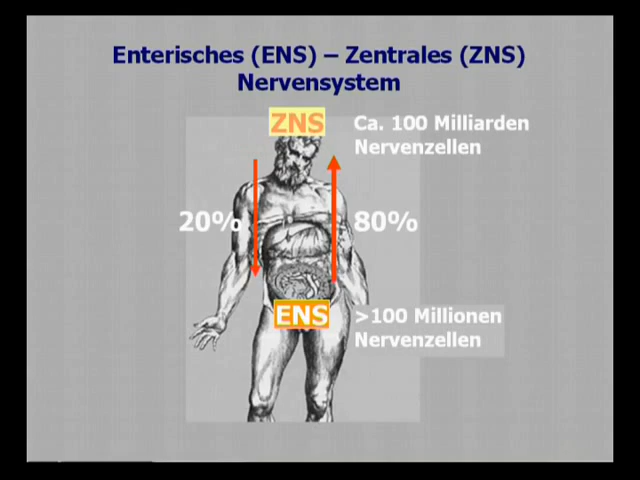 Enterisches (ENS) – Zentrales (ZNS)
Nervensystem
ZNS
Ca. 100 Milliarden
Nervenzellen
20%
80%
ENS
>100 Millionen
Nervenzellen